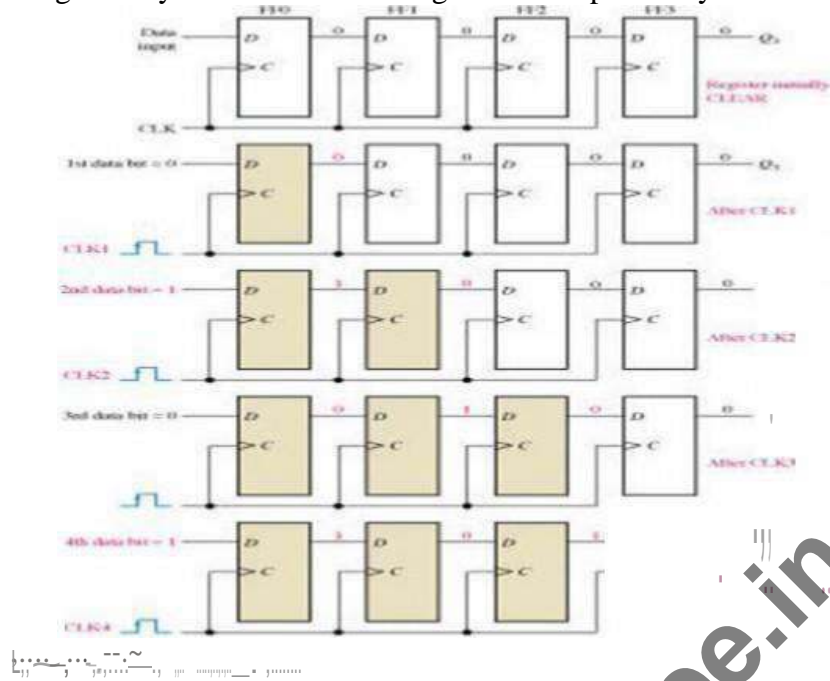 FF0 FF1 FF2 FF3
Data input D 0 D 0 D 0 D 0 Q₃
C C C C
Register initially CLEAR
CLK
1st data bit = 0 D 0 D 0 D 0 D 0 Q₃
C C C C
After CLK1
CLK1
2nd data bit = 1 D 1 D 0 D 0 D 0
C C C C
After CLK2
CLK2
3rd data bit = 0 D 0 D 1 D 0 D 0
C C C C
After CLK3
4th data bit = 1 D 1 D 0 D 1
C C C
CLK4
pe.in